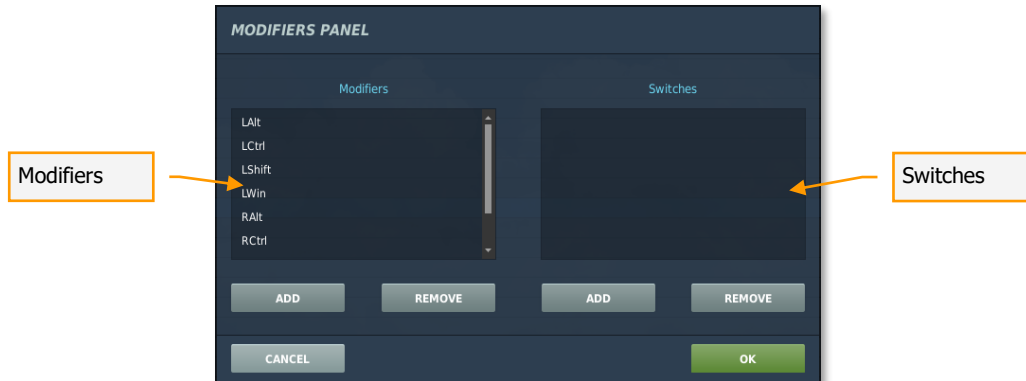 MODIFIERS PANEL
Modifiers Switches
LAlt
LCtrl
LShift
Modifiers LWin Switches
RAlt
RCtrl
ADD REMOVE ADD REMOVE
CANCEL OK